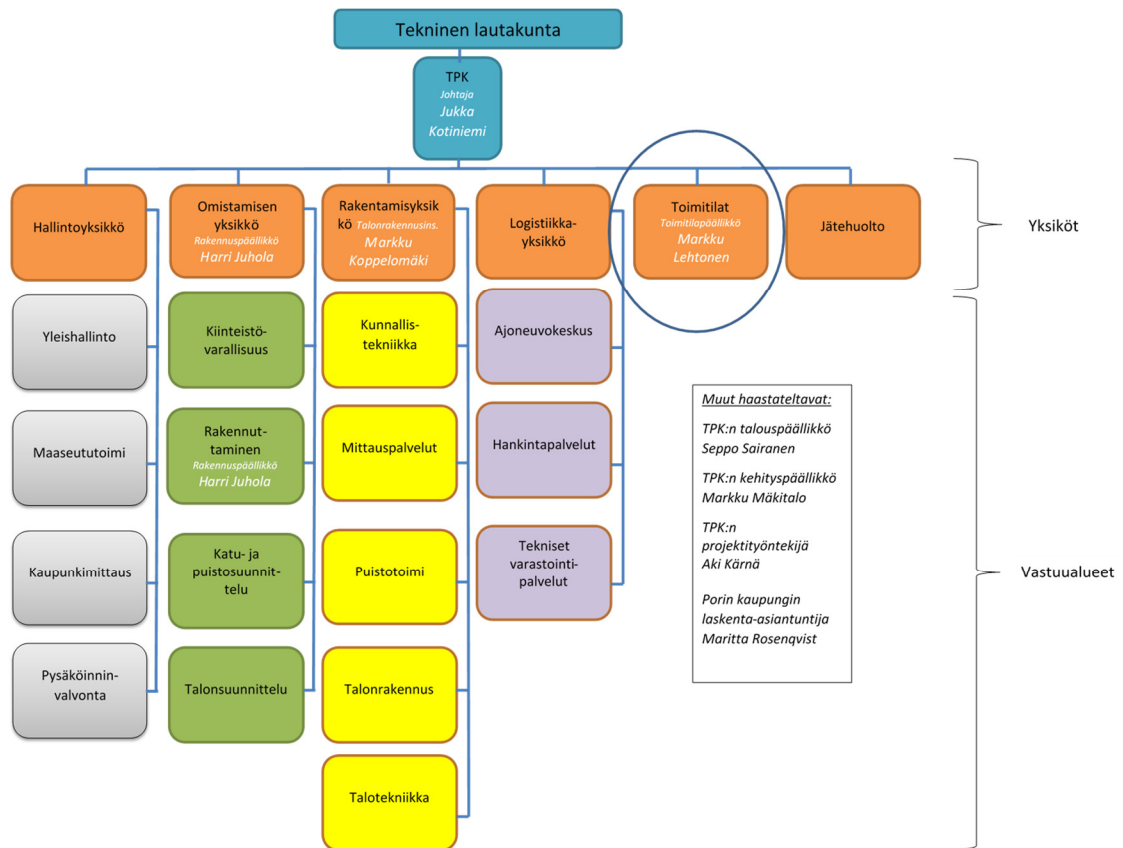 Tekninen lautakunta
TPK
Johtaja
Jukka
Kotiniemi
Hallintoyksikkö
Omistamisen
yksikkö
Rakennuspäällikkö
Harri Juhola
Rakentamisyksik
kö Talonrakennusins.
Markku
Koppelomäki
Logistiikka-
yksikkö
Toimitilat
Toimitilapäällikkö
Markku
Lehtonen
Jätehuolto
Yksiköt
Yleishallinto
Maaseututoimi
Kaupunkimittaus
Pysäköinnin-
valvonta
Kiinteistö-
varallisuus
Rakennut-
taminen
Rakennuspäällikkö
Harri Juhola
Katu- ja
puistosuunnit-
telu
Talonsuunnittelu
Kunnallis-
tekniikka
Mittauspalvelut
Puistotoimi
Talonrakennus
Talotekniikka
Ajoneuvokeskus
Hankintapalvelut
Tekniset
varastointi-
palvelut
Muut haastateltavat:
TPK:n talouspäällikkö
Seppo Sairanen
TPK:n kehityspäällikkö
Markku Mäkitalo
TPK:n
projektityöntekijä
Aki Kärnä
Porin kaupungin
laskenta-asiantuntija
Maritta Rosenqvist
Vastuualueet